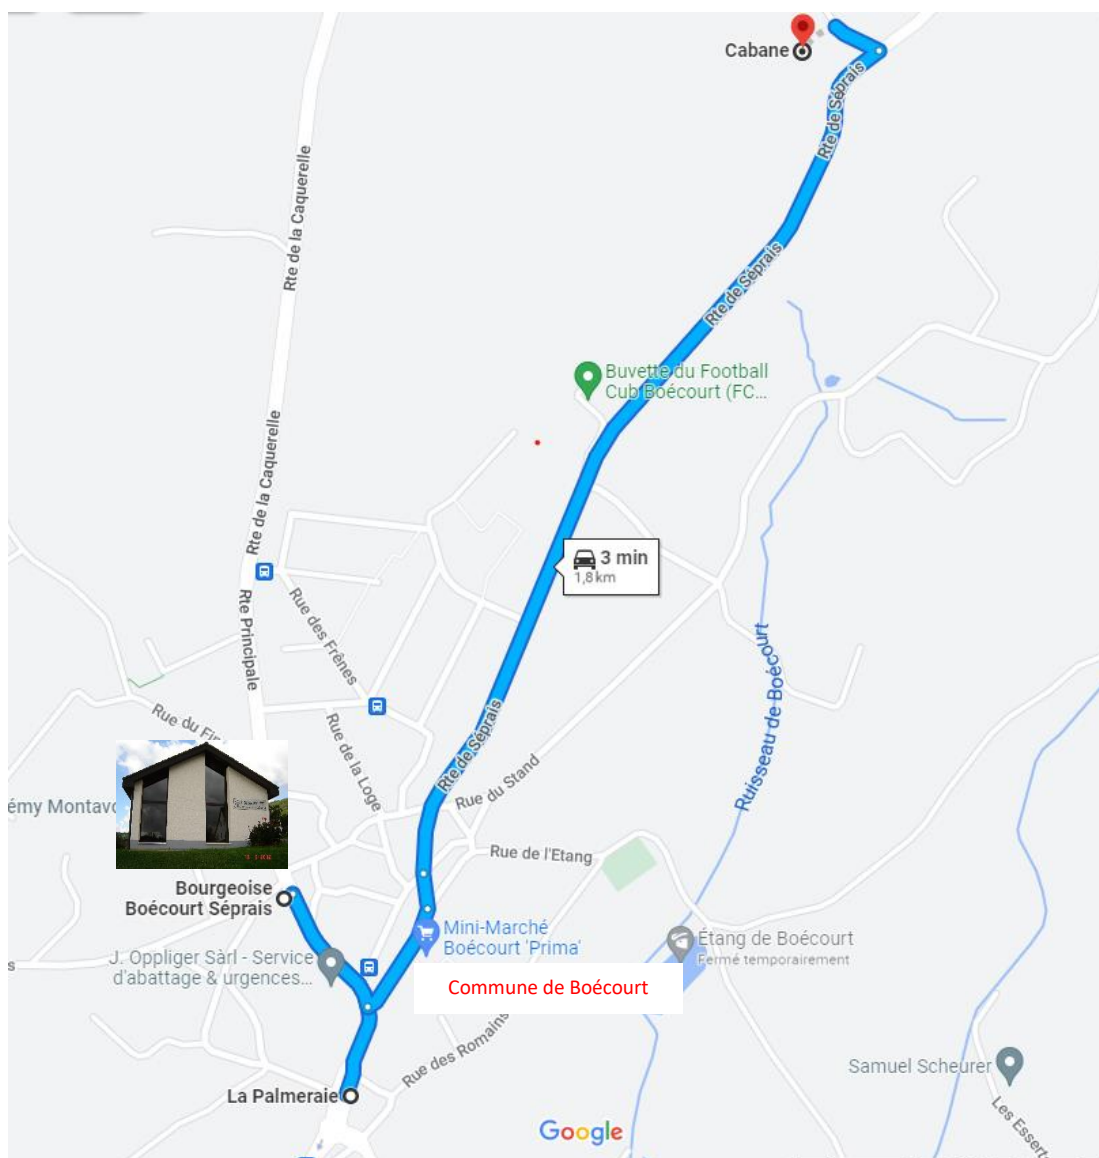 Cabane
Rte de Séprais
Rte de la Caquerelle
Rte de Séprais
Buvette du Football
Cub Boécourt (FC...
Rte de la Caquerelle
3 min
1,8 km
Rte Principale
Rue des Frênes
Ruisseau de Boécourt
Rue du Fin
Rue de la Loge
Rte de Séprais
Rue du Stand
émy Montavo
Rue de l'Etang
Bourgeoise
Boécourt Séprais
Mini-Marché
Boécourt 'Prima'
Étang de Boécourt
Fermé temporairement
J. Oppliger Sàrl - Service
d'abattage & urgences...
s
Commune de Boécourt
Rue des Romains
Samuel Scheurer
La Palmeraie
Les Essert-
Google